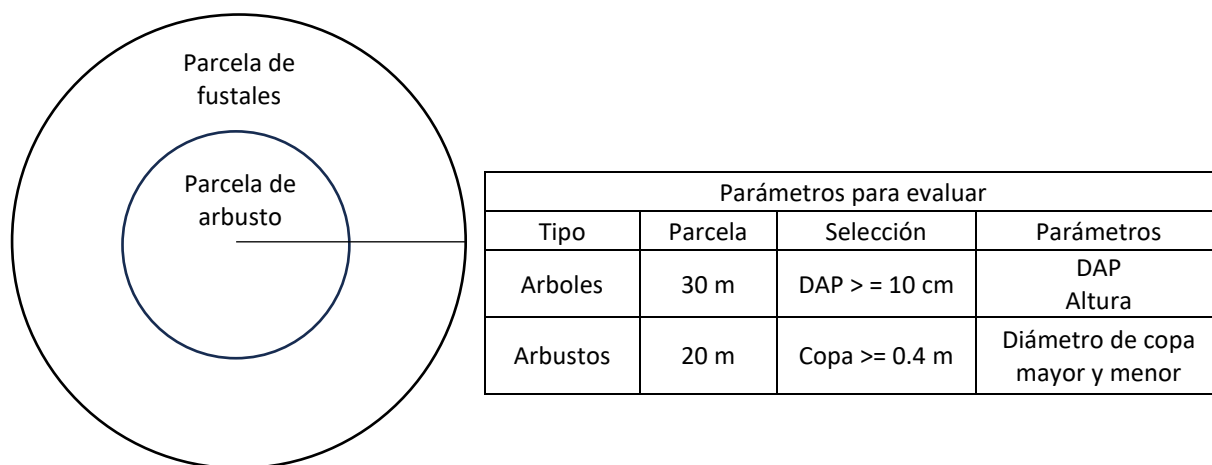 Parcela de
fustales
Parcela de
arbusto
Parámetros para evaluar
Tipo Parcela Selección Parámetros
Arboles 30 m DAP > = 10 cm DAP
Altura
Arbustos 20 m Copa >= 0.4 m Diámetro de copa
mayor y menor